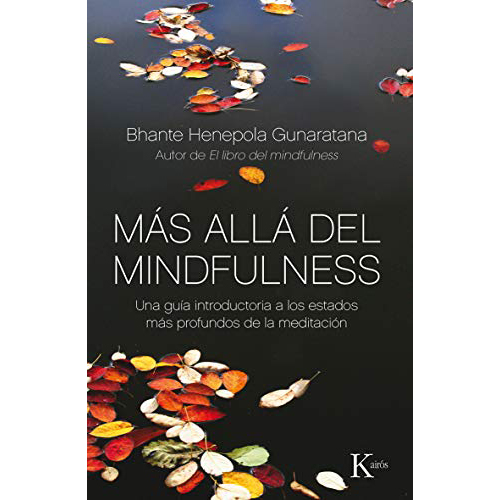 Bhante Henepola Gunaratana
Autor de El libro del mindfulness
MÁS ALLÁ DEL
MINDFULNESS
Una guía introductoria a los estados
más profundos de la meditación
Kairós